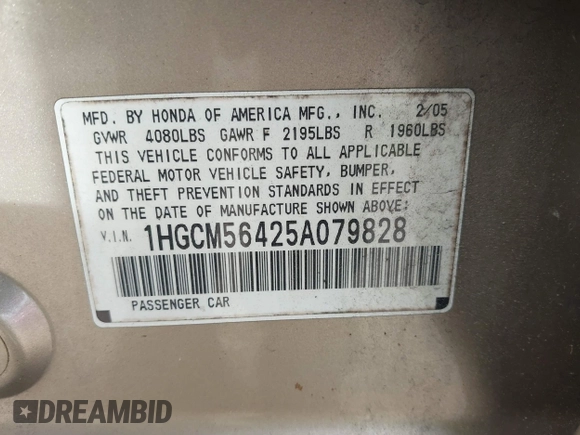 MFD. BY HONDA OF AMERICA MFG., INC. 2/05
GVWR 4080LBS GAWR F 2195LBS R 1960LBS
THIS VEHICLE CONFORMS TO ALL APPLICABLE
FEDERAL MOTOR VEHICLE SAFETY, BUMPER,
AND THEFT PREVENTION STANDARDS IN EFFECT
ON THE DATE OF MANUFACTURE SHOWN ABOVE:
V.I.N. 1HGCM56425A079828
PASSENGER CAR
DREAMBID